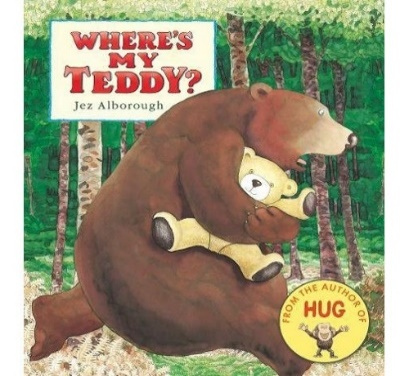 WHERE'S
MY
TEDDY?
Jez Alborough
FROM THE AUTHOR OF
HUG